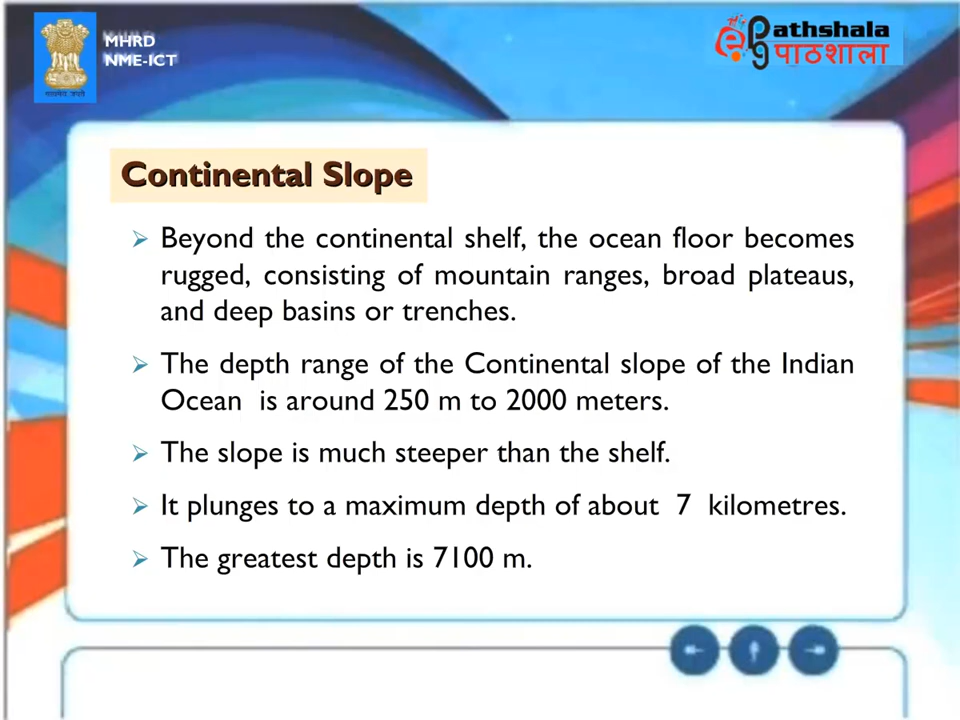 MHRD
NME-ICT
epg athshala
पाठशाला
Continental Slope
Beyond the continental shelf, the ocean floor becomes
rugged, consisting of mountain ranges, broad plateaus,
and deep basins or trenches.
The depth range of the Continental slope of the Indian
Ocean is around 250 m to 2000 meters.
The slope is much steeper than the shelf.
It plunges to a maximum depth of about 7 kilometres.
The greatest depth is 7100 m.